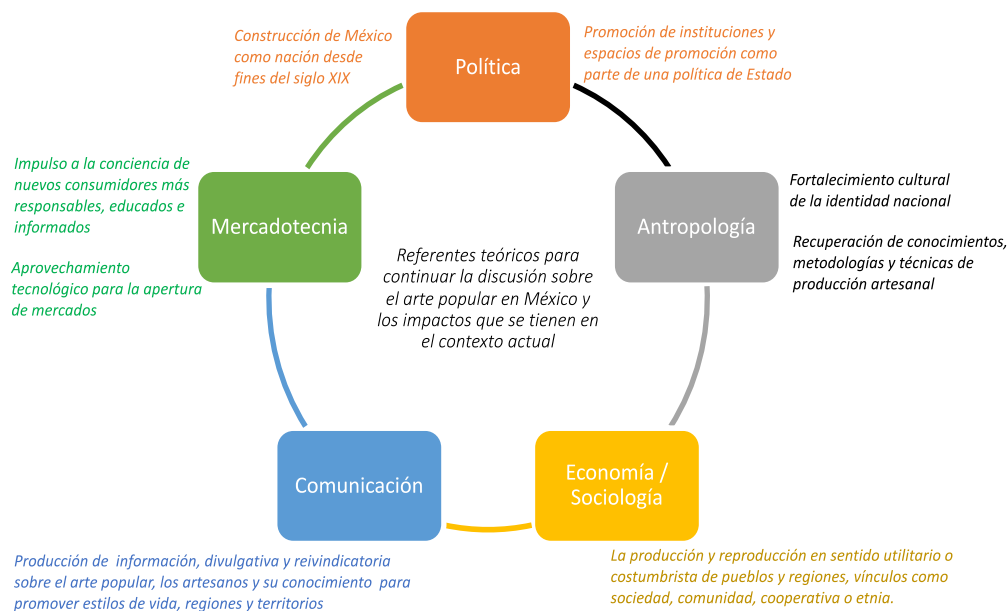 Construcción de México
como nación desde
fines del siglo XIX
Política
Promoción de instituciones y
espacios de promoción como
parte de una política de Estado
Impulso a la conciencia de
nuevos consumidores más
responsables, educados e
informados
Aprovechamiento
tecnológico para la apertura
de mercados
Mercadotecnia
Referentes teóricos para
continuar la discusión sobre
el arte popular en México y
los impactos que se tienen en
el contexto actual
Antropología
Fortalecimiento cultural
de la identidad nacional
Recuperación de conocimientos,
metodologías y técnicas de
producción artesanal
Comunicación
Economía /
Sociología
Producción de información, divulgativa y reivindicatoria
sobre el arte popular, los artesanos y su conocimiento para
promover estilos de vida, regiones y territorios
La producción y reproducción en sentido utilitario o
costumbrista de pueblos y regiones, vínculos como
sociedad, comunidad, cooperativa o etnia.